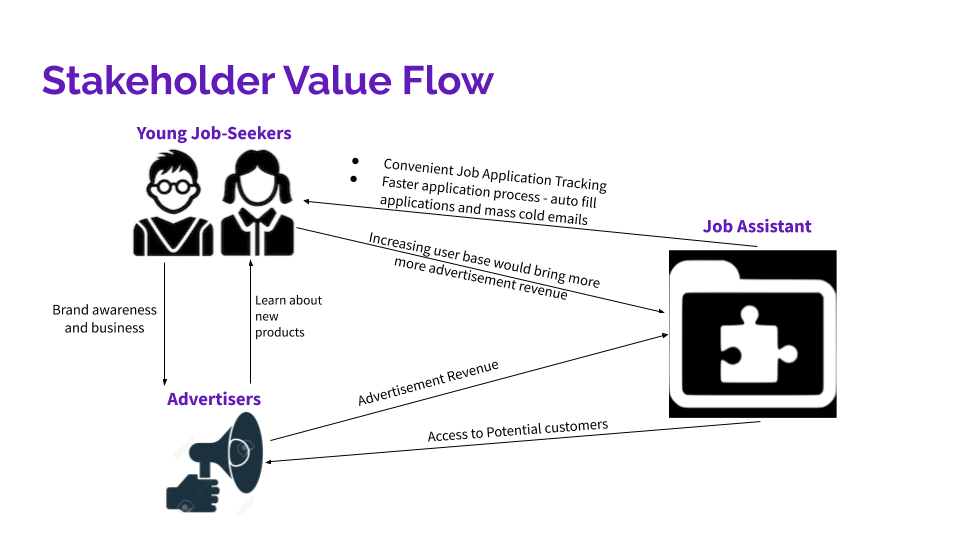 Stakeholder Value Flow
Young Job-Seekers
● Convenient Job Application Tracking
● Faster application process - auto fill
applications and mass cold emails
Job Assistant
Increasing user base would bring more
more advertisement revenue
Brand awareness
and business
Learn about
new
products
Advertisement Revenue
Advertisers
Access to Potential customers